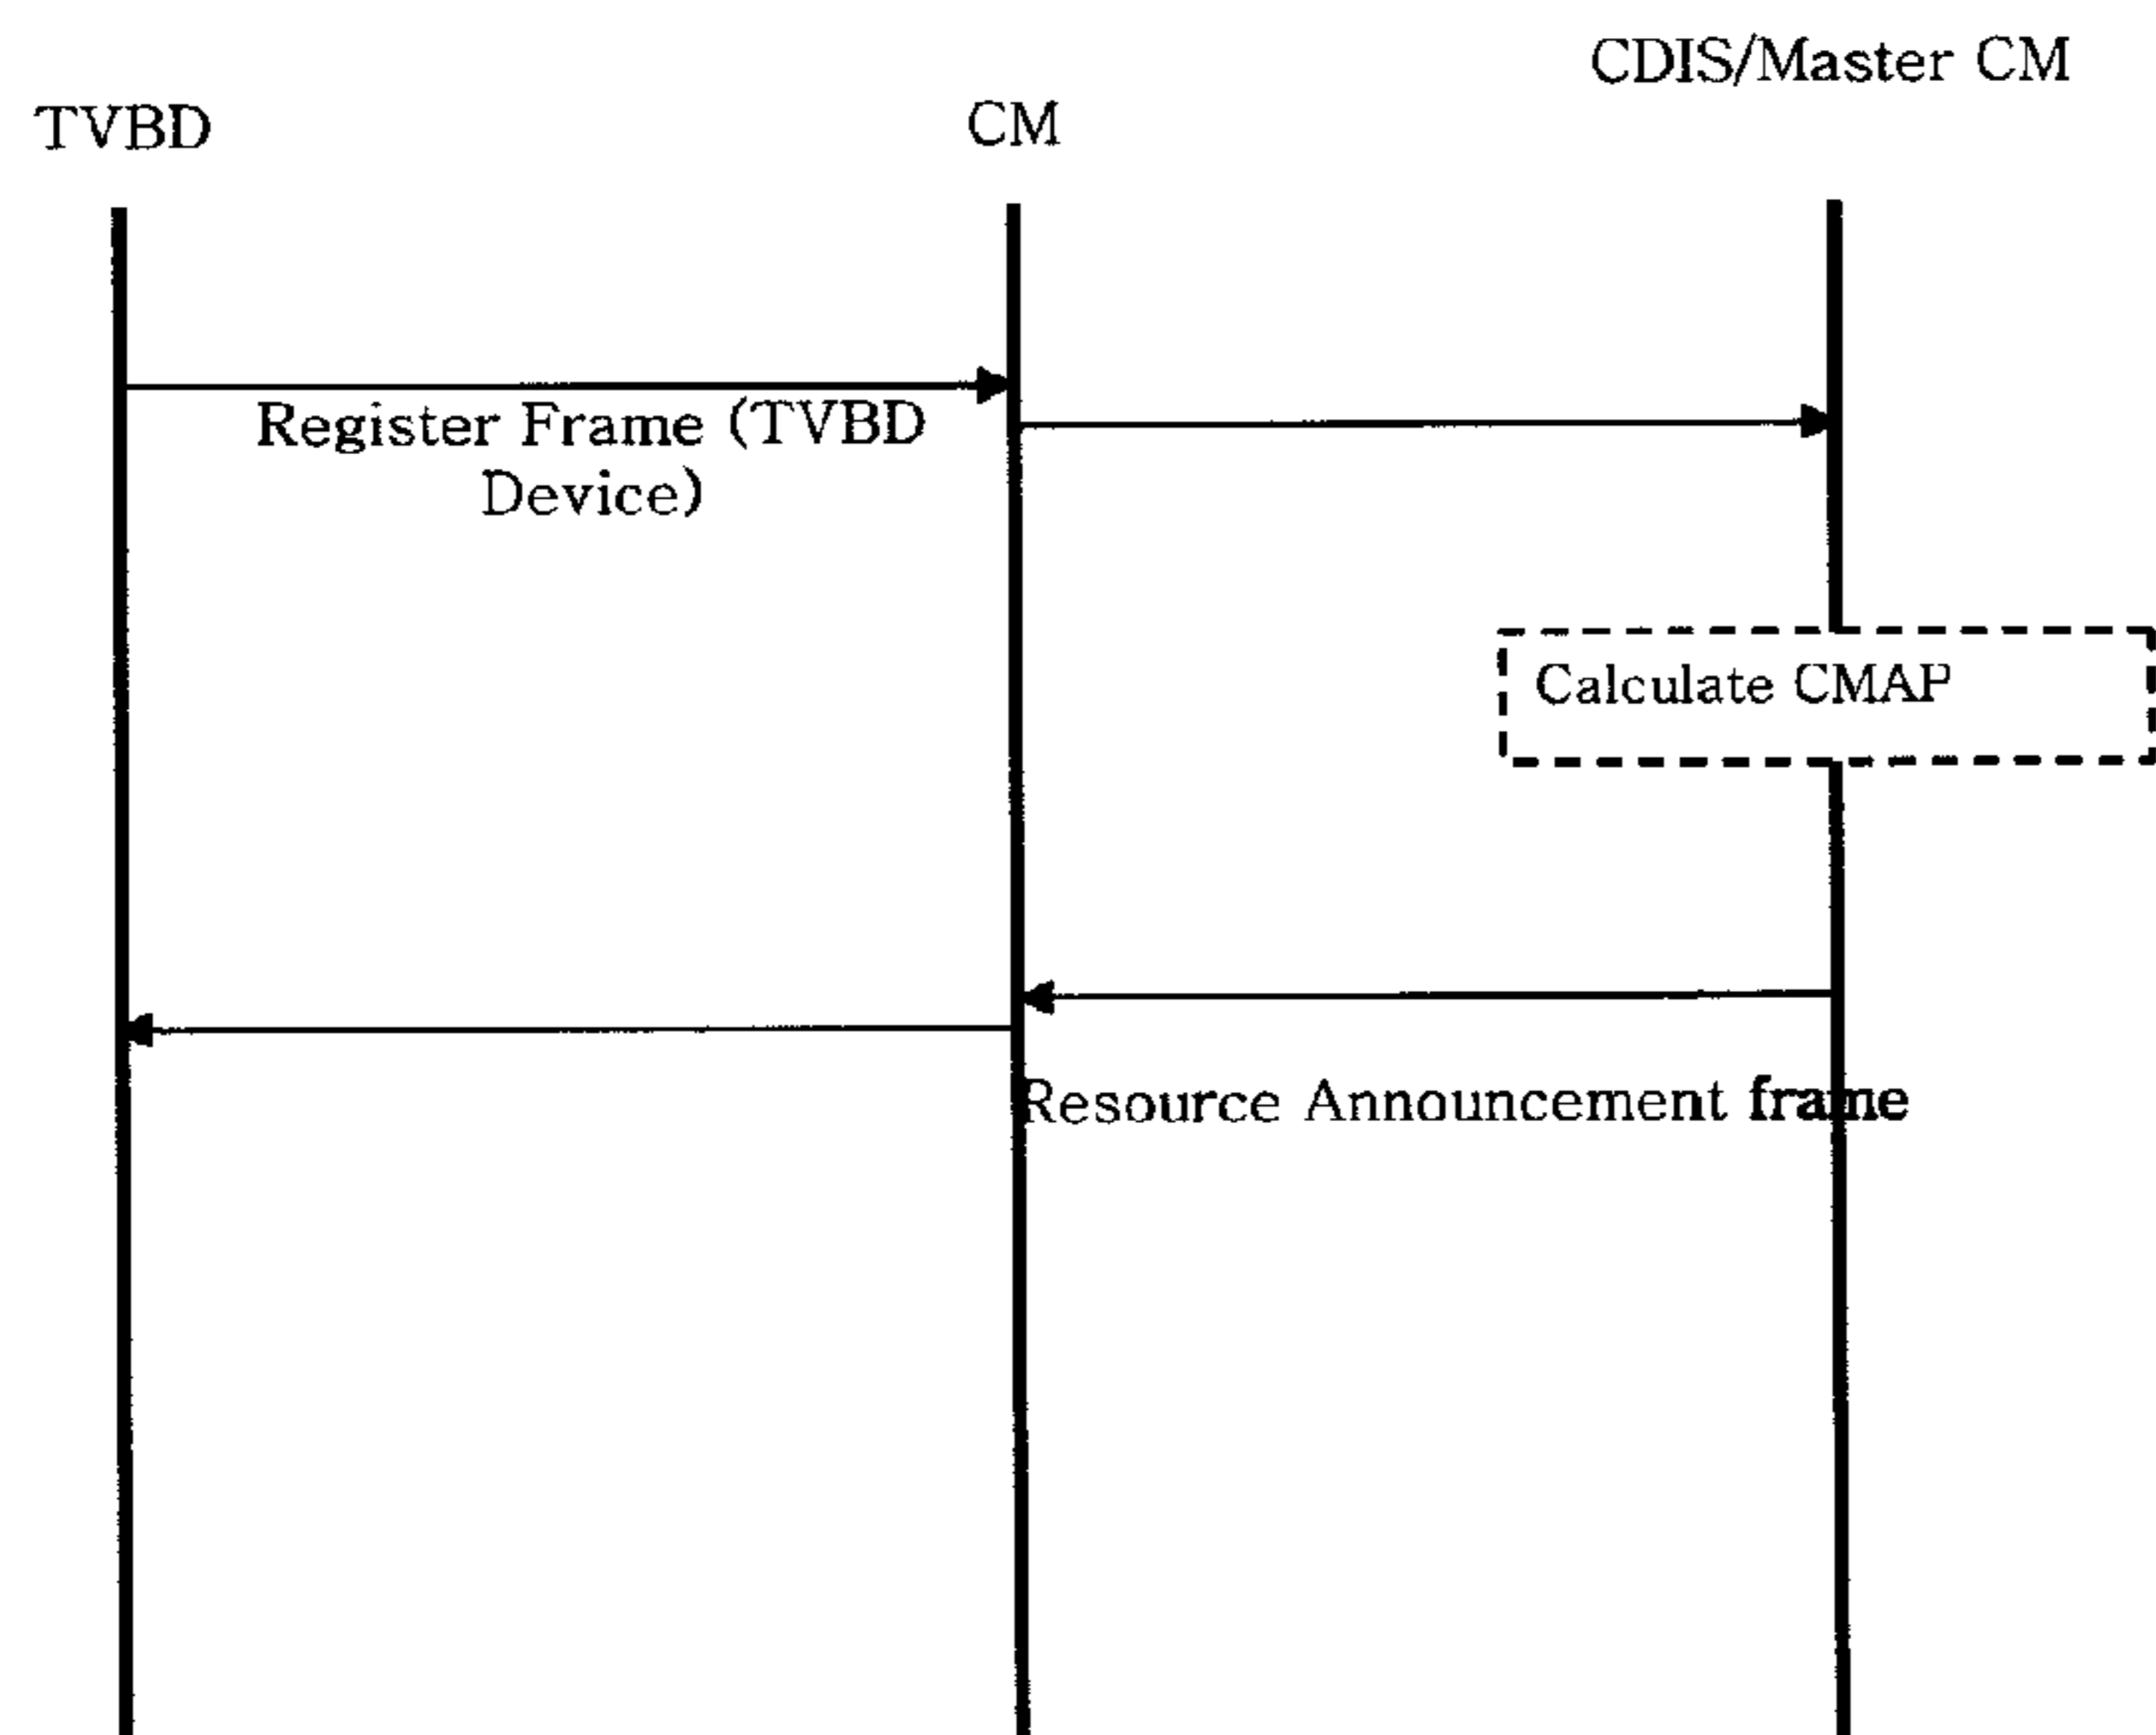 CDIS/Master CM
TVBD
CM
Register Frame (TVBD
Device)
Calculate CMAP
Resource Announcement frame